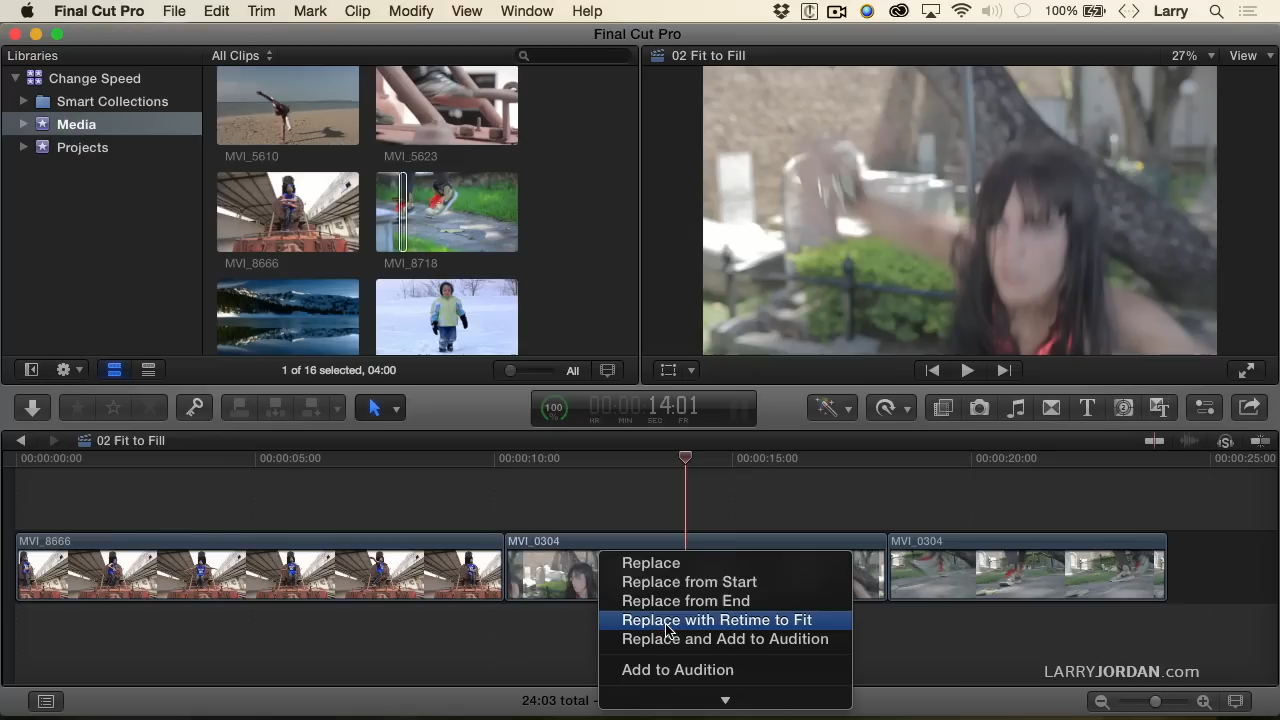 Final Cut Pro File Edit Trim Mark Clip Modify View Window Help 100% Larry
Final Cut Pro
Libraries
All Clips
02 Fit to Fill
27% View
Change Speed
Smart Collections
Media
Projects
MVI_5610
MVI_5623
MVI_8666
MVI_8718
1 of 16 selected, 04:00
All
100
00:00:14:01
HR MIN SEC FR
02 Fit to Fill
00:00:00:00
00:00:05:00
00:00:10:00
00:00:15:00
00:00:20:00
00:00:25:00
MVI_8666
MVI_0304
MVI_0304
Replace
Replace from Start
Replace from End
Replace with Retime to Fit
Replace and Add to Audition
Add to Audition
LARRYJORDAN.com
24:03 total -